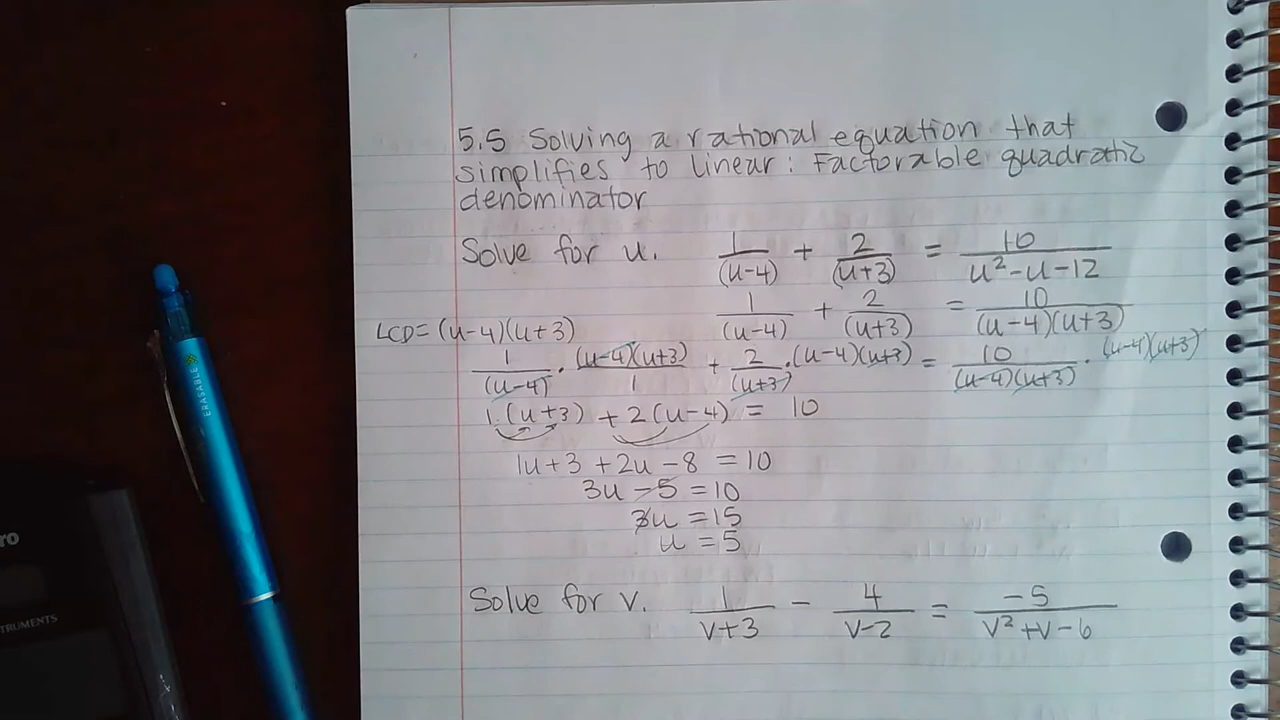 5.5 Solving a rational equation that
simplifies to linear: Factorable quadratic
denominator
Solve for u. 1/(u-4) + 2/(u+3) = 10/(u²-u-12)
1/(u-4) + 2/(u+3) = 10/((u-4)(u+3))
LCD=(u-4)(u+3)
1/(u-4) · (u-4)(u+3)/1 + 2/(u+3) · (u-4)(u+3) = 10/((u-4)(u+3)) · (u-4)(u+3)
1·(u+3) + 2(u-4) = 10
1u+3+2u-8=10
3u-5=10
3u=15
u=5
Solve for v. 1/(v+3) - 4/(v-2) = -5/(v²+v-6)
ERASABLE
ro
TRUMENTS